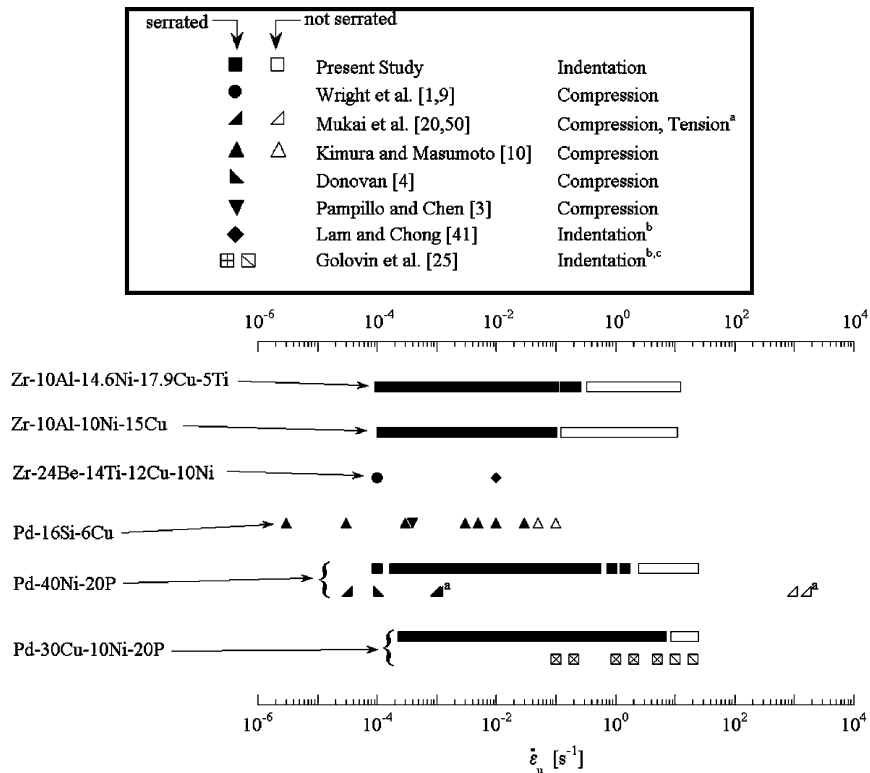 serrated not serrated
Present Study Indentation
Wright et al. [1,9] Compression
Mukai et al. [20,50] Compression, Tension^a
Kimura and Masumoto [10] Compression
Donovan [4] Compression
Pampillo and Chen [3] Compression
Lam and Chong [41] Indentation^b
Golovin et al. [25] Indentation^b,c
10^-6 10^-4 10^-2 10^0 10^2 10^4
Zr-10Al-14.6Ni-17.9Cu-5Ti
Zr-10Al-10Ni-15Cu
Zr-24Be-14Ti-12Cu-10Ni
Pd-16Si-6Cu
Pd-40Ni-20P {
a a
Pd-30Cu-10Ni-20P {
10^-6 10^-4 10^-2 10^0 10^2 10^4
ε̇_u [s^-1]